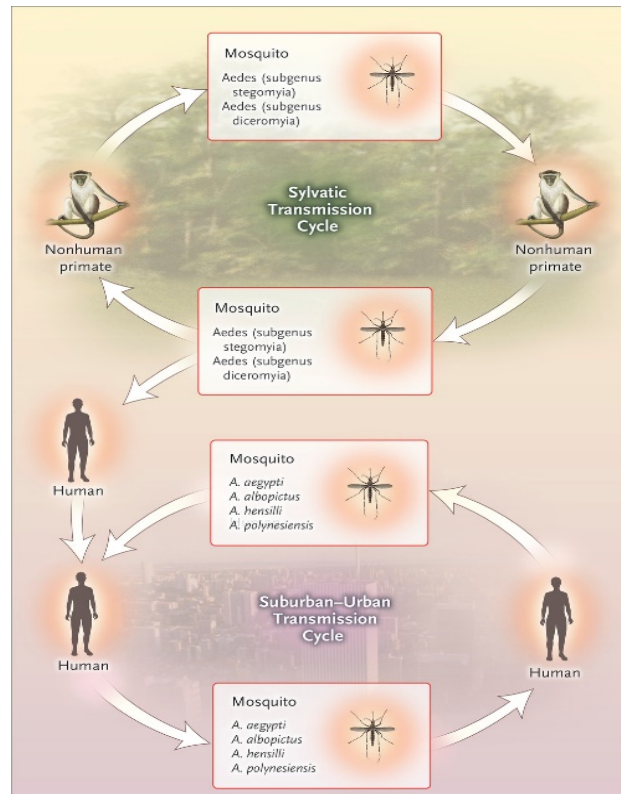 Mosquito
Aedes (subgenus
stegomyia)
Aedes (subgenus
diceromyia)
Sylvatic
Transmission
Cycle
Nonhuman
primate
Nonhuman
primate
Mosquito
Aedes (subgenus
stegomyia)
Aedes (subgenus
diceromyia)
Human
Mosquito
A. aegypti
A. albopictus
A. hensilli
A. polynesiensis
Human
Suburban–Urban
Transmission
Cycle
Human
Mosquito
A. aegypti
A. albopictus
A. hensilli
A. polynesiensis